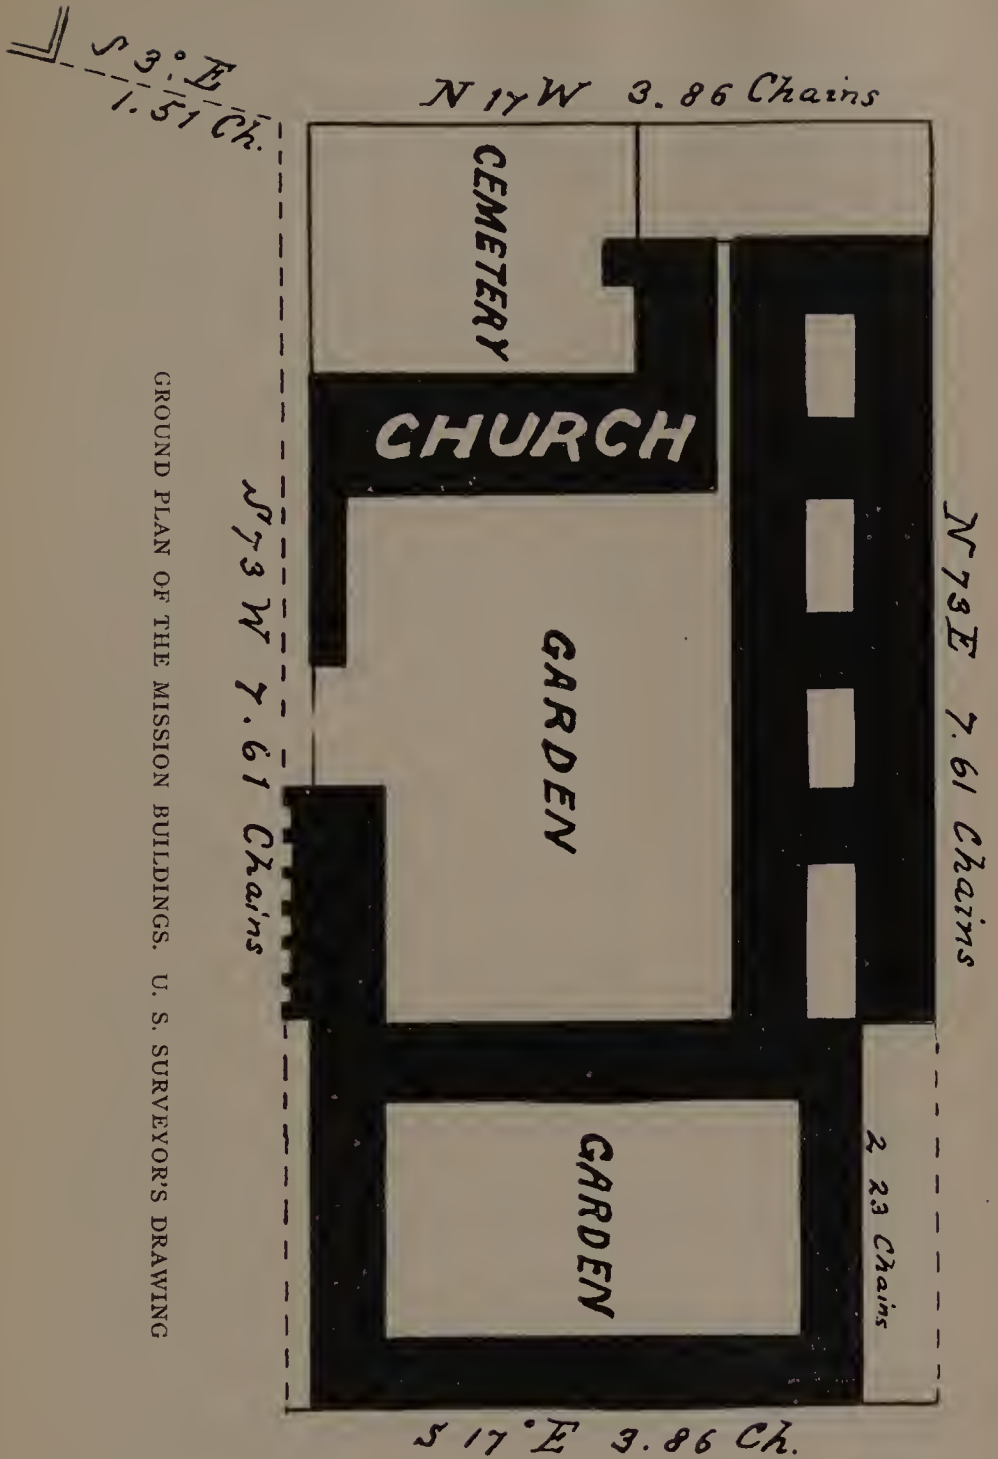 S 3°. E
1.51 Ch.
N 17 W 3.86 Chains
CEMETERY
CHURCH
GARDEN
GARDEN
N 73 E 7.61 Chains
2 23 Chains
S 73 W 7.61 Chains
S 17° E 3.86 Ch.
GROUND PLAN OF THE MISSION BUILDINGS. U. S. SURVEYOR'S DRAWING